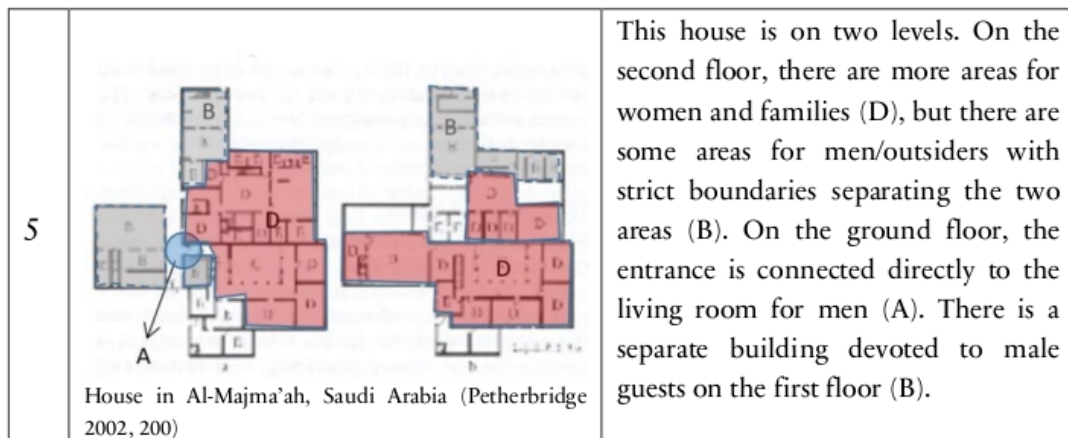 5
B
B
D
D
A
B
D
a
b
House in Al-Majma'ah, Saudi Arabia (Petherbridge
2002, 200)
This house is on two levels. On the
second floor, there are more areas for
women and families (D), but there are
some areas for men/outsiders with
strict boundaries separating the two
areas (B). On the ground floor, the
entrance is connected directly to the
living room for men (A). There is a
separate building devoted to male
guests on the first floor (B).